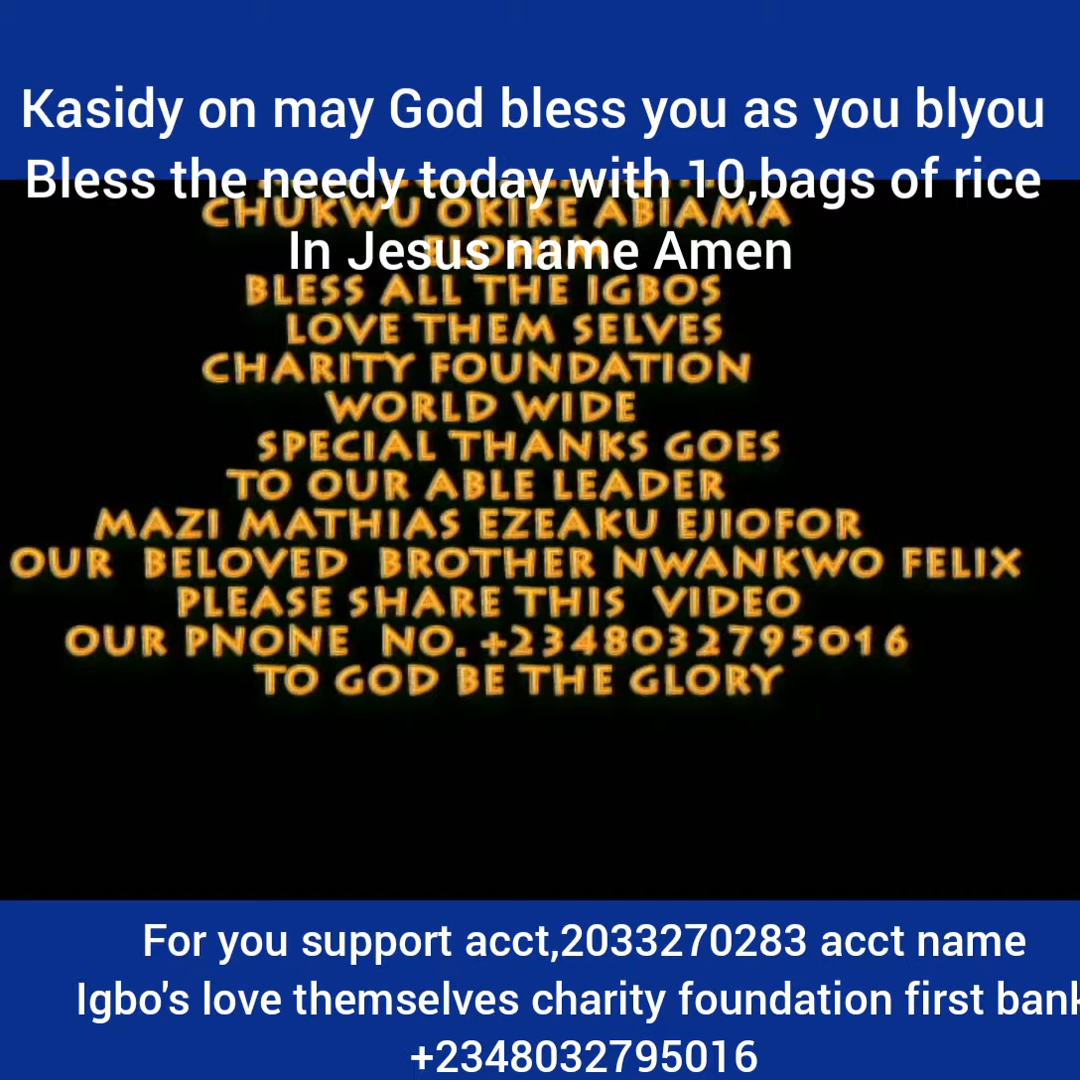 Kasidy on may God bless you as you blyou
Bless the needy today with 10,bags of rice
CHUKWU OKIKE ABIAMA
In Jesus name Amen
ELOHIM
BLESS ALL THE IGBOS
LOVE THEM SELVES
CHARITY FOUNDATION
WORLD WIDE
SPECIAL THANKS GOES
TO OUR ABLE LEADER
MAZI MATHIAS EZEAKU EJIOFOR
OUR BELOVED BROTHER NWANKWO FELIX
PLEASE SHARE THIS VIDEO
OUR PNONE NO. +2348032795016
TO GOD BE THE GLORY
For you support acct,2033270283 acct name
Igbo's love themselves charity foundation first bank
+2348032795016